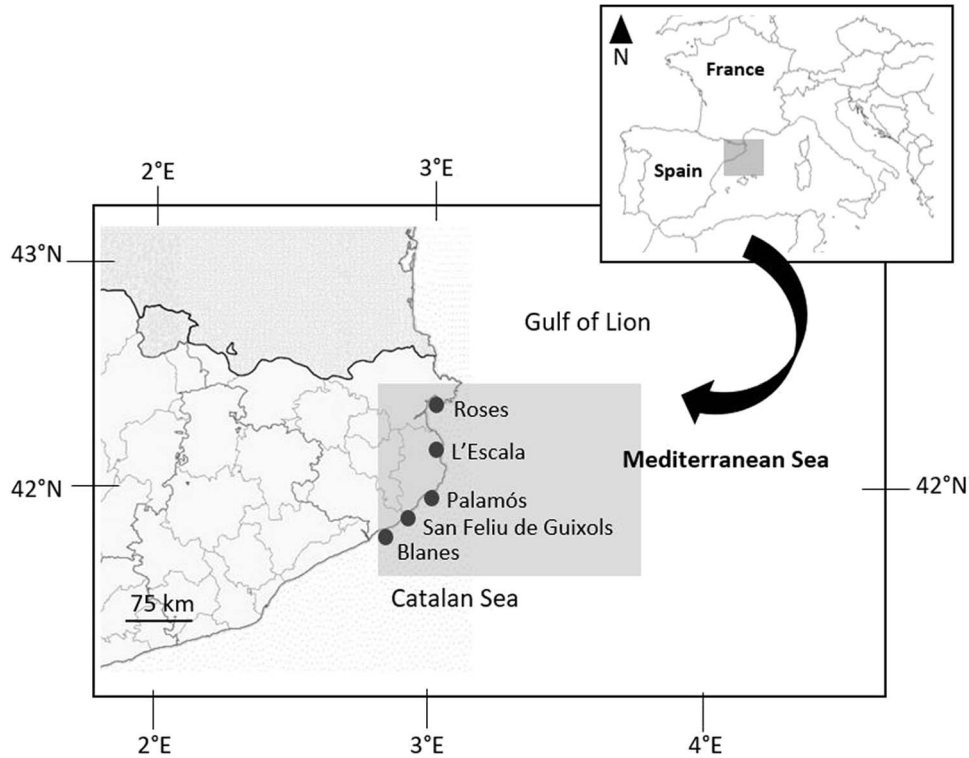 N
France
Spain
2°E
3°E
43°N
Gulf of Lion
Roses
L'Escala
Mediterranean Sea
42°N
42°N
Palamós
San Feliu de Guixols
Blanes
Catalan Sea
75 km
2°E
3°E
4°E